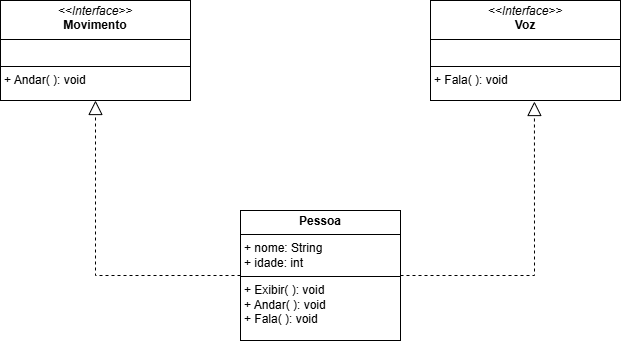 <<Interface>>
Movimento
+ Andar( ): void
<<Interface>>
Voz
+ Fala( ): void
Pessoa
+ nome: String
+ idade: int
+ Exibir( ): void
+ Andar( ): void
+ Fala( ): void